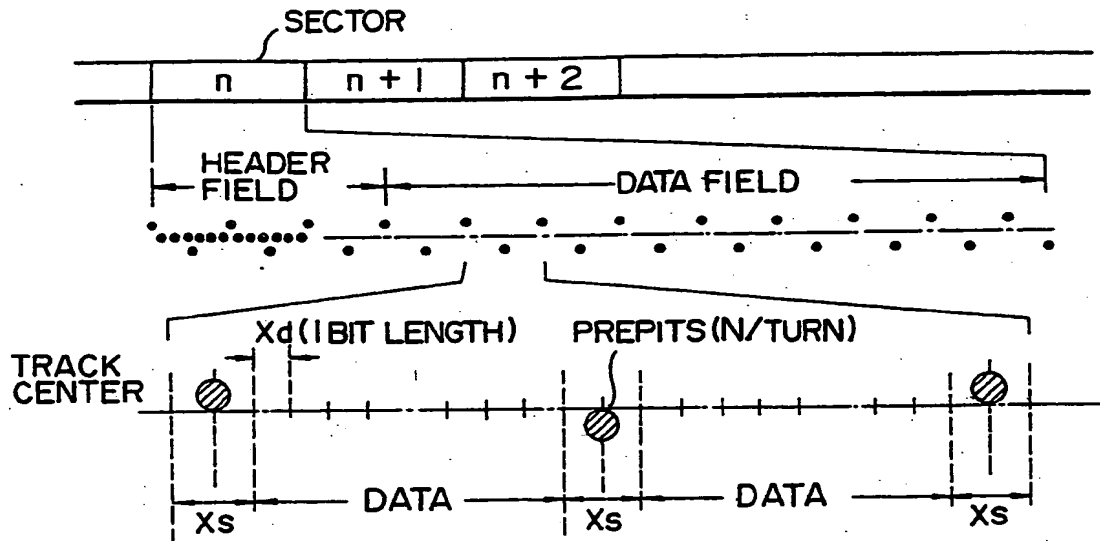 SECTOR
n
n + 1
n + 2
HEADER
FIELD
DATA FIELD
Xd (1 BIT LENGTH)
PREPITS (N/TURN)
TRACK
CENTER
DATA
DATA
Xs
Xs
Xs